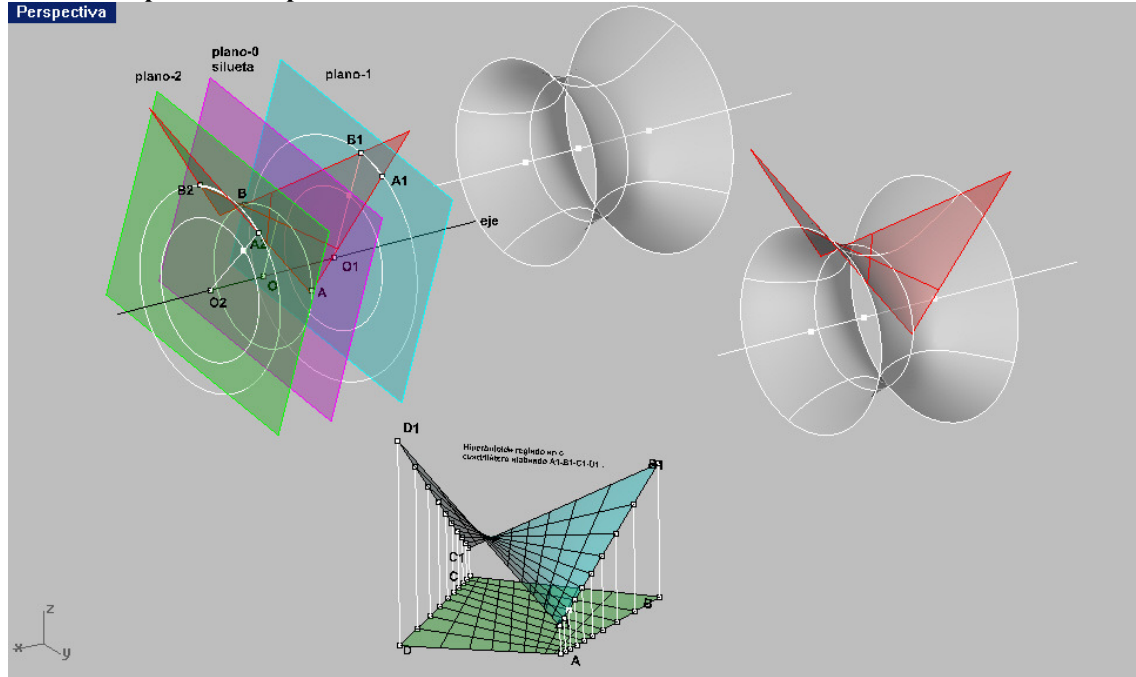 Perspectiva
plano-0
silueta
plano-2
plano-1
B1
A1
B2
B
eje
A2
O1
O
A
O2
D1
Hiperboloide reglado en o
cuadrilátero alabeado A1-B1-C1-D1 .
B1
C1
C
B
D
A
z
x
y